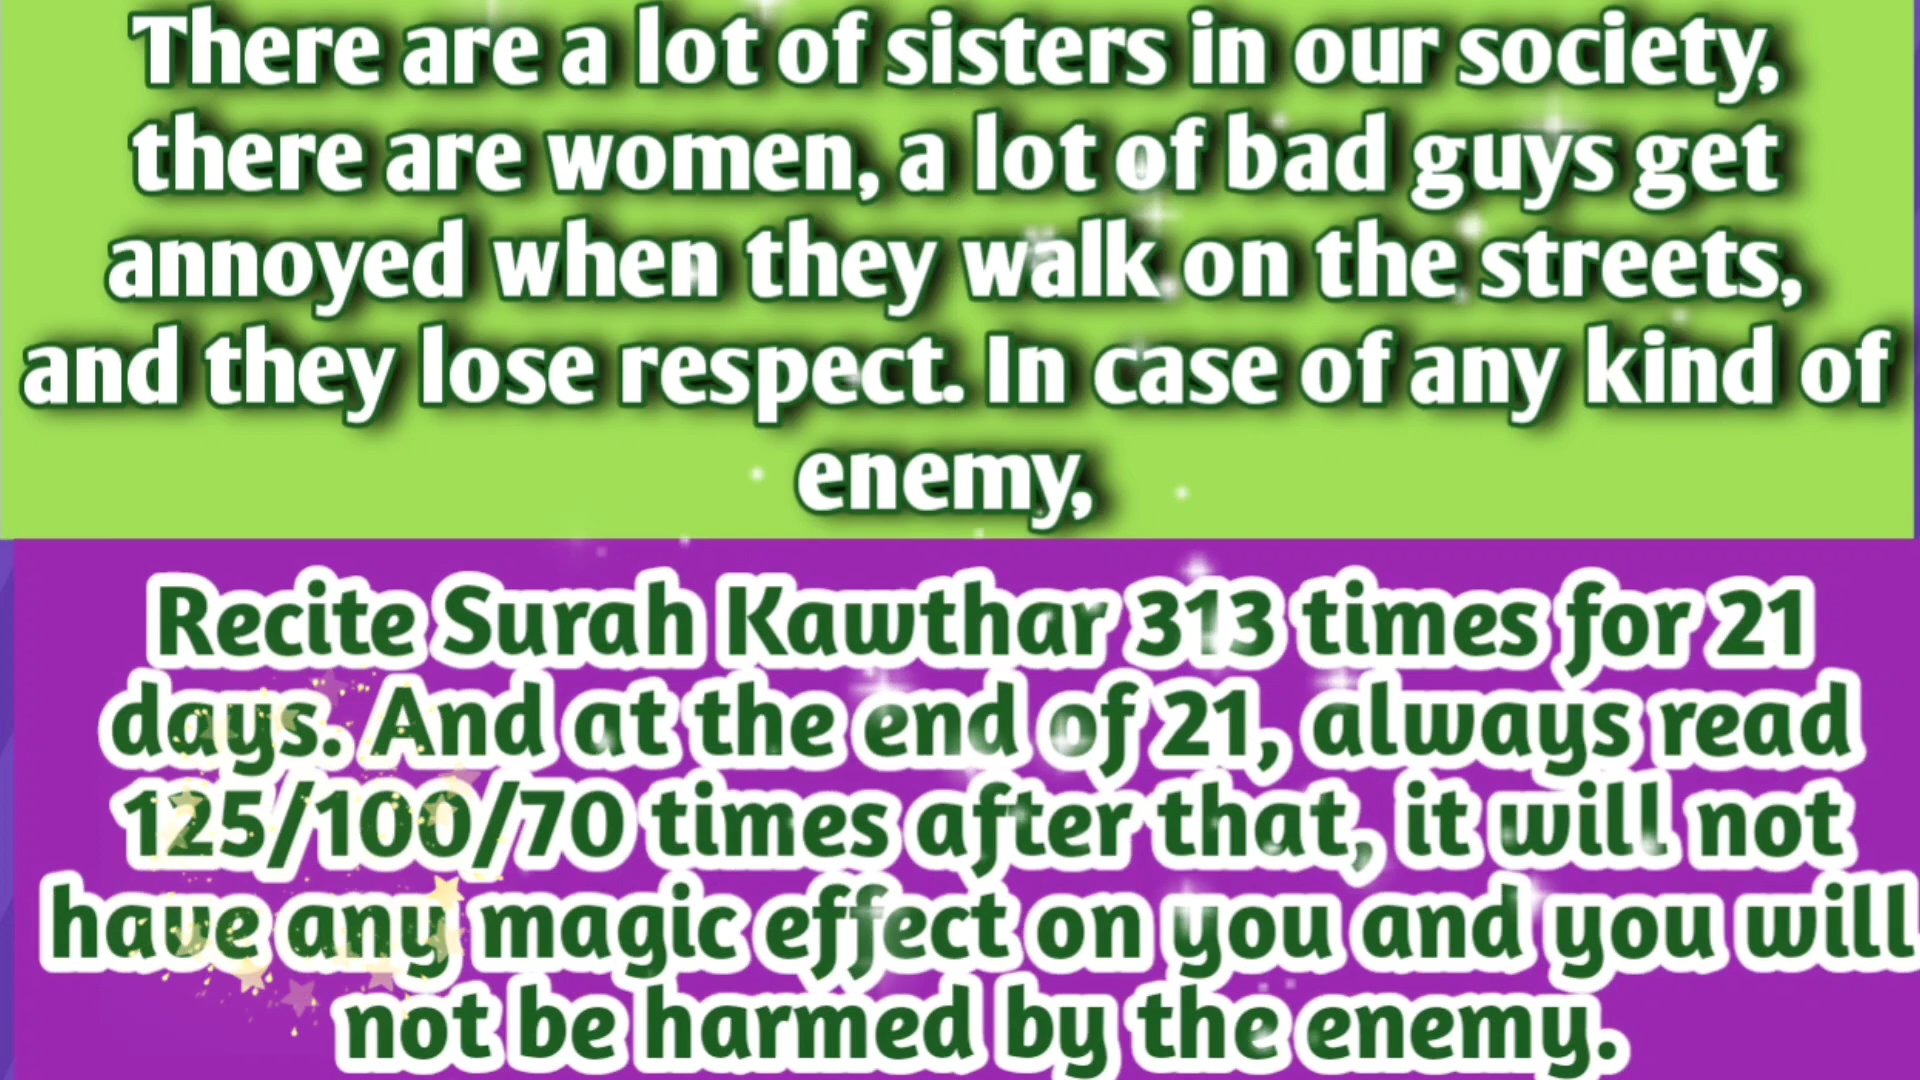 There are a lot of sisters in our society,
there are women, a lot of bad guys get
annoyed when they walk on the streets,
and they lose respect. In case of any kind of
enemy,
Recite Surah Kawthar 313 times for 21
days. And at the end of 21, always read
125/100/70 times after that, it will not
have any magic effect on you and you will
not be harmed by the enemy.